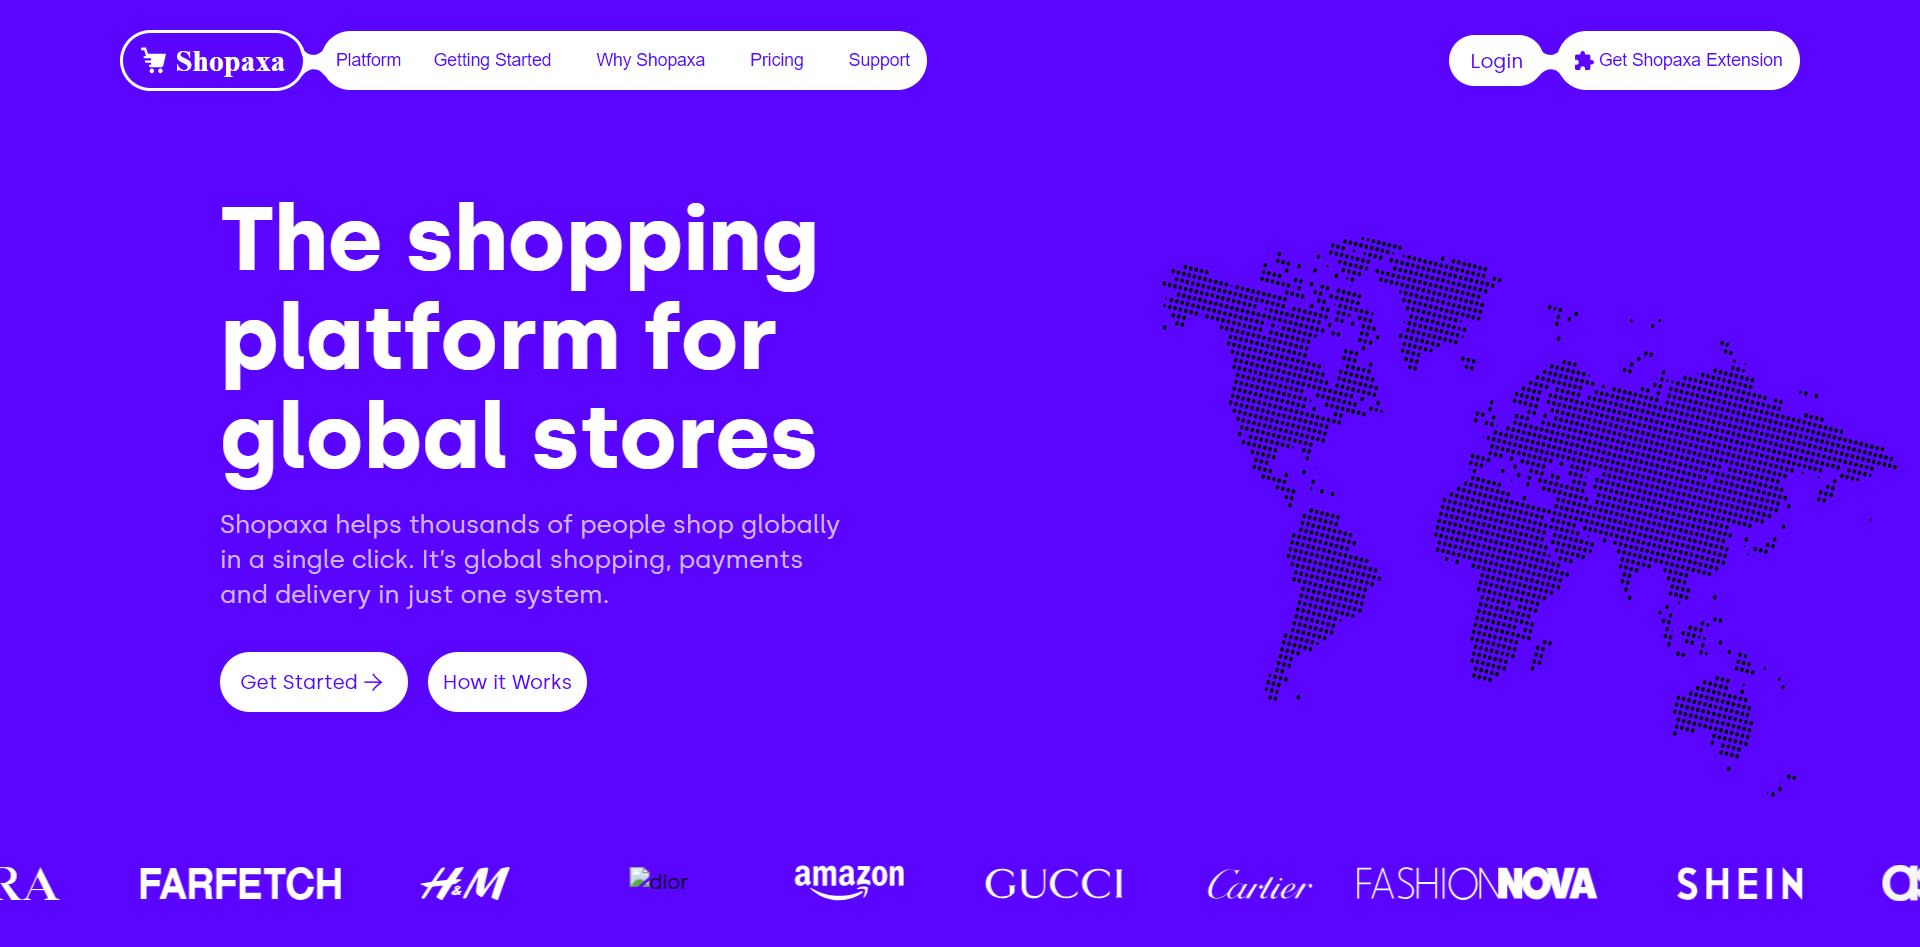 Shopaxa
Platform
Getting Started
Why Shopaxa
Pricing
Support
Login
Get Shopaxa Extension
The shopping
platform for
global stores
Shopaxa helps thousands of people shop globally
in a single click. It's global shopping, payments
and delivery in just one system.
Get Started →
How it Works
RA
FARFETCH
H&M
dior
amazon
GUCCI
Cartier
FASHIONNOVA
SHEIN
as